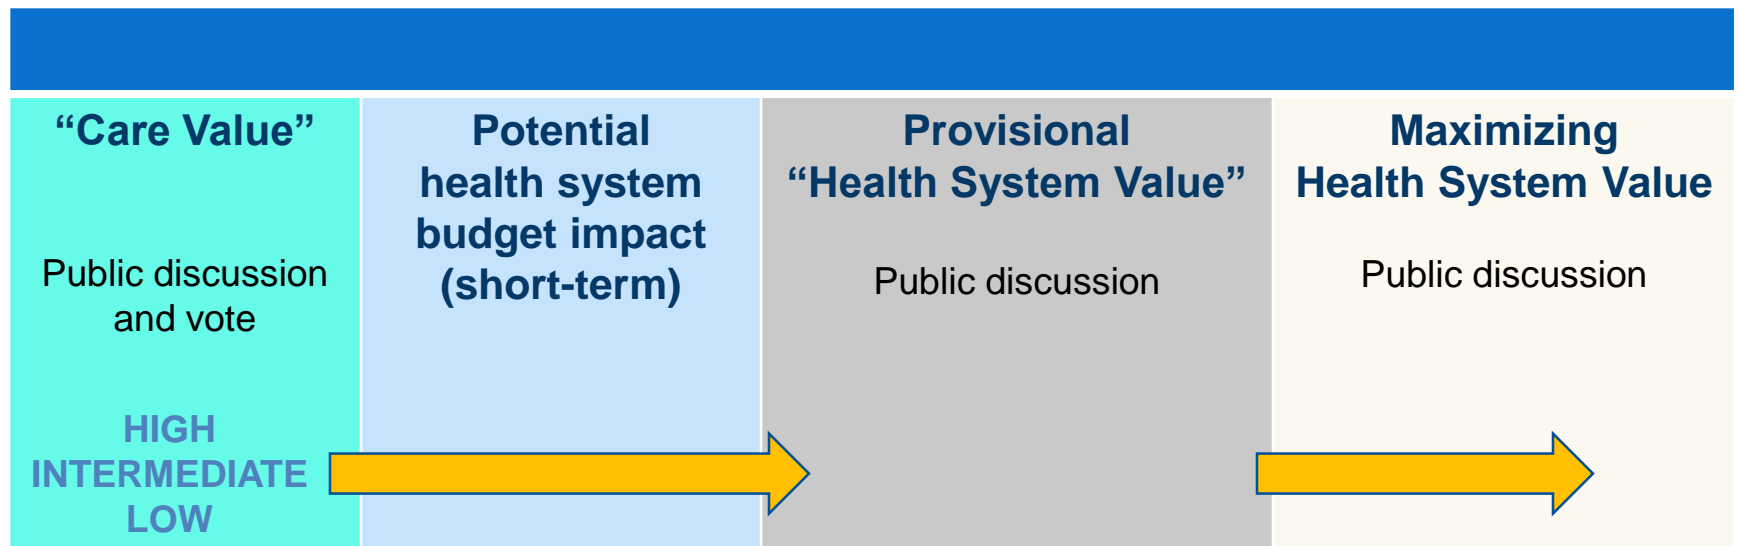 “Care Value”
Public discussion
and vote
HIGH
INTERMEDIATE
LOW
Potential
health system
budget impact
(short-term)
Provisional
“Health System Value”
Public discussion
Maximizing
Health System Value
Public discussion